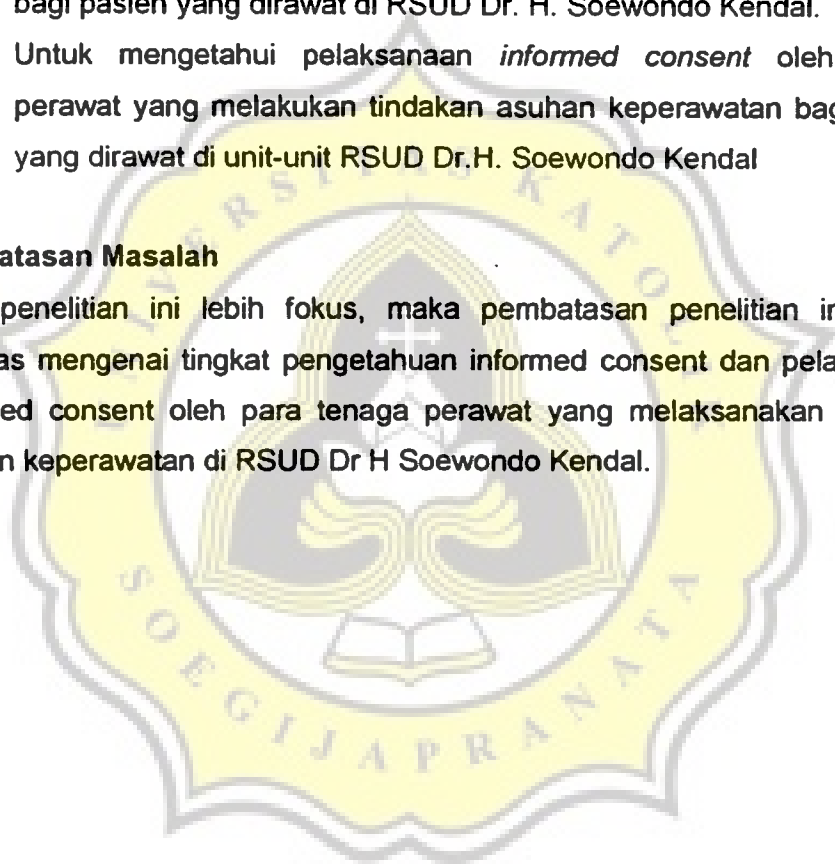 bagi pasien yang dirawat di RSUD Dr. H. Soewondo Kendal.
Untuk mengetahui pelaksanaan informed consent oleh
perawat yang melakukan tindakan asuhan keperawatan bag
yang dirawat di unit-unit RSUD Dr.H. Soewondo Kendal
atasan Masalah
penelitian ini lebih fokus, maka pembatasan penelitian in
as mengenai tingkat pengetahuan informed consent dan pela
ed consent oleh para tenaga perawat yang melaksanakan
n keperawatan di RSUD Dr H Soewondo Kendal.
UNIVERSITAS KATOLIK
SOEGIJAPRANATA